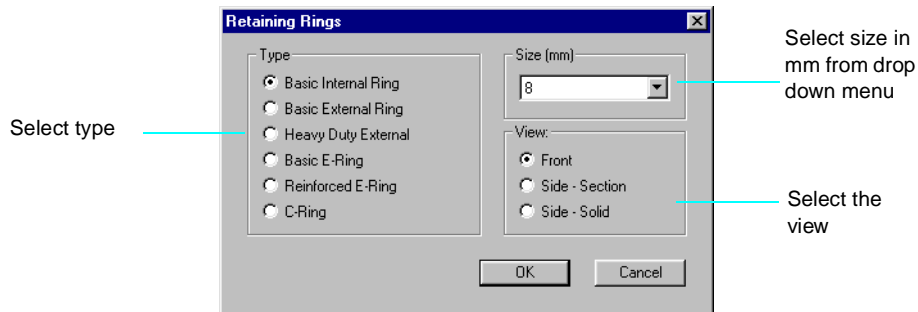 Retaining Rings
Type
Basic Internal Ring
Basic External Ring
Heavy Duty External
Basic E-Ring
Reinforced E-Ring
C-Ring
Size (mm)
8
View:
Front
Side - Section
Side - Solid
OK
Cancel
Select type
Select size in
mm from drop
down menu
Select the
view